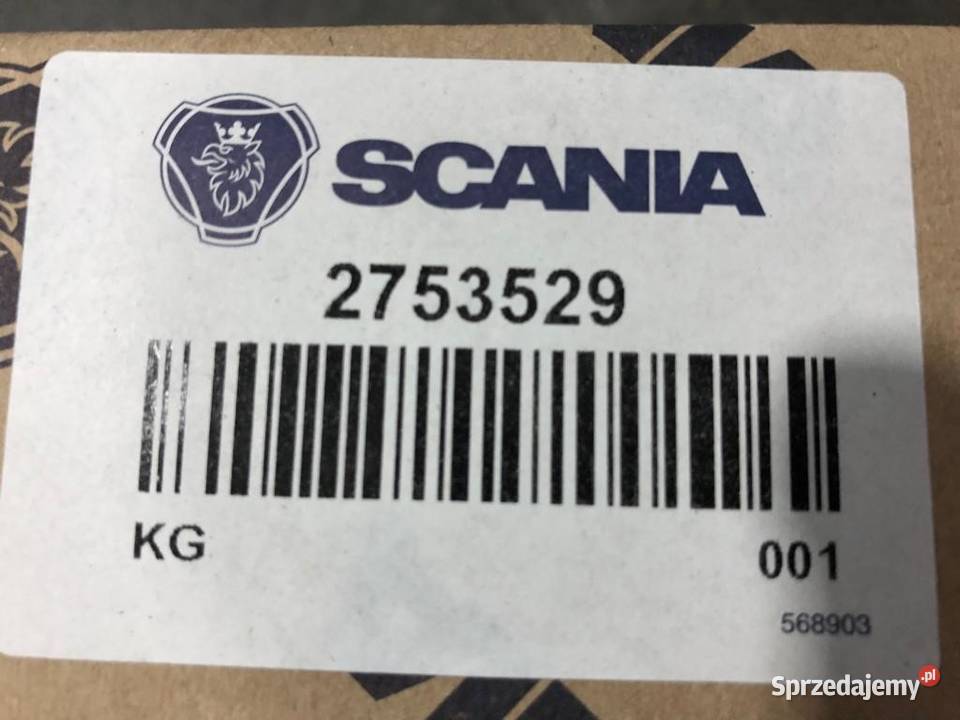 SCANIA
2753529
KG
001
568903
Sprzedajemy.pl